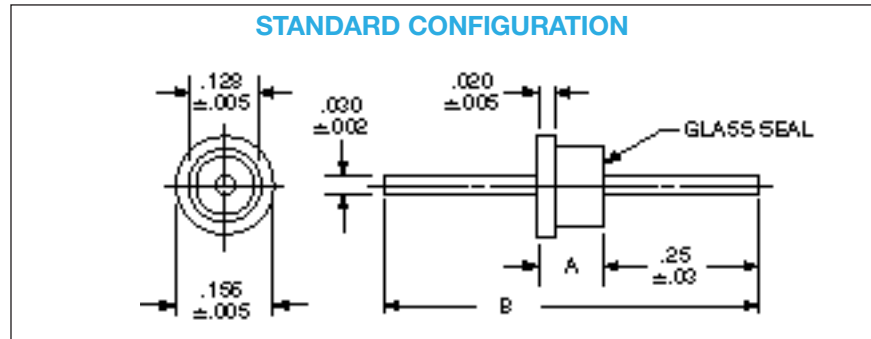 STANDARD CONFIGURATION
.128
±.005
.030
±.002
.020
±.005
GLASS SEAL
A
.25
±.03
B
.156
±.005